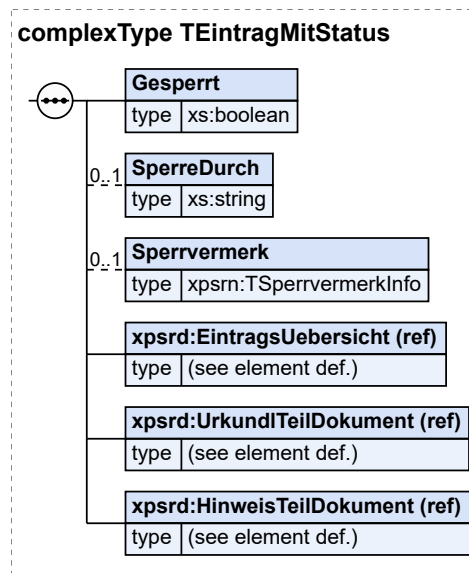 complexType TEintragMitStatus
Gesperrt
type xs:boolean
0..1
SperreDurch
type xs:string
0..1
Sperrvermerk
type xpsrn:TSperrvermerkInfo
xpsrd:EintragsUebersicht (ref)
type (see element def.)
xpsrd:UrkundlTeilDokument (ref)
type (see element def.)
xpsrd:HinweisTeilDokument (ref)
type (see element def.)